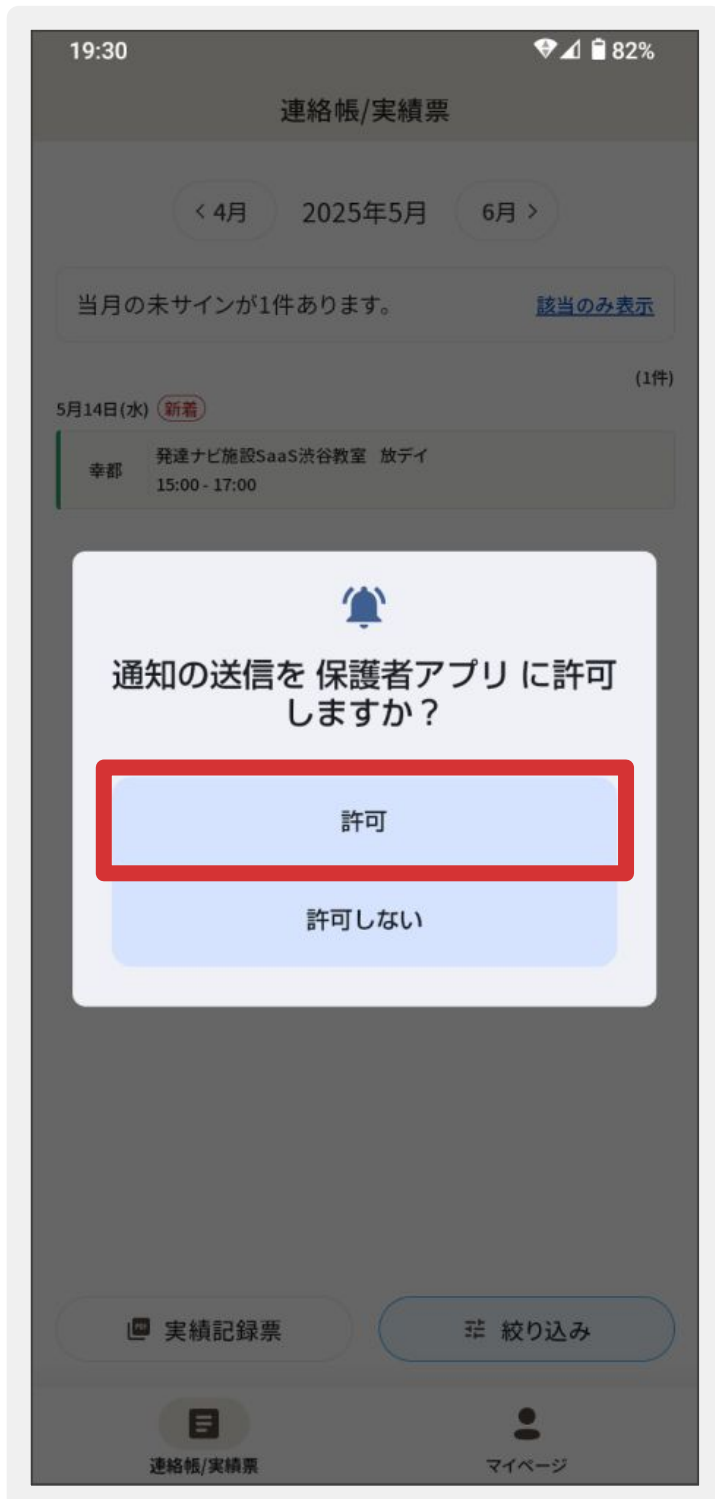 19:30 82%
連絡帳/実績票
< 4月 2025年5月 6月 >
当月の未サインが1件あります。 該当のみ表示
(1件)
5月14日(水) 新着
幸都 発達ナビ施設SaaS渋谷教室 放デイ
15:00 - 17:00
通知の送信を 保護者アプリ に許可
しますか？
許可
許可しない
PDF 実績記録票 絞り込み
連絡帳/実績票 マイページ